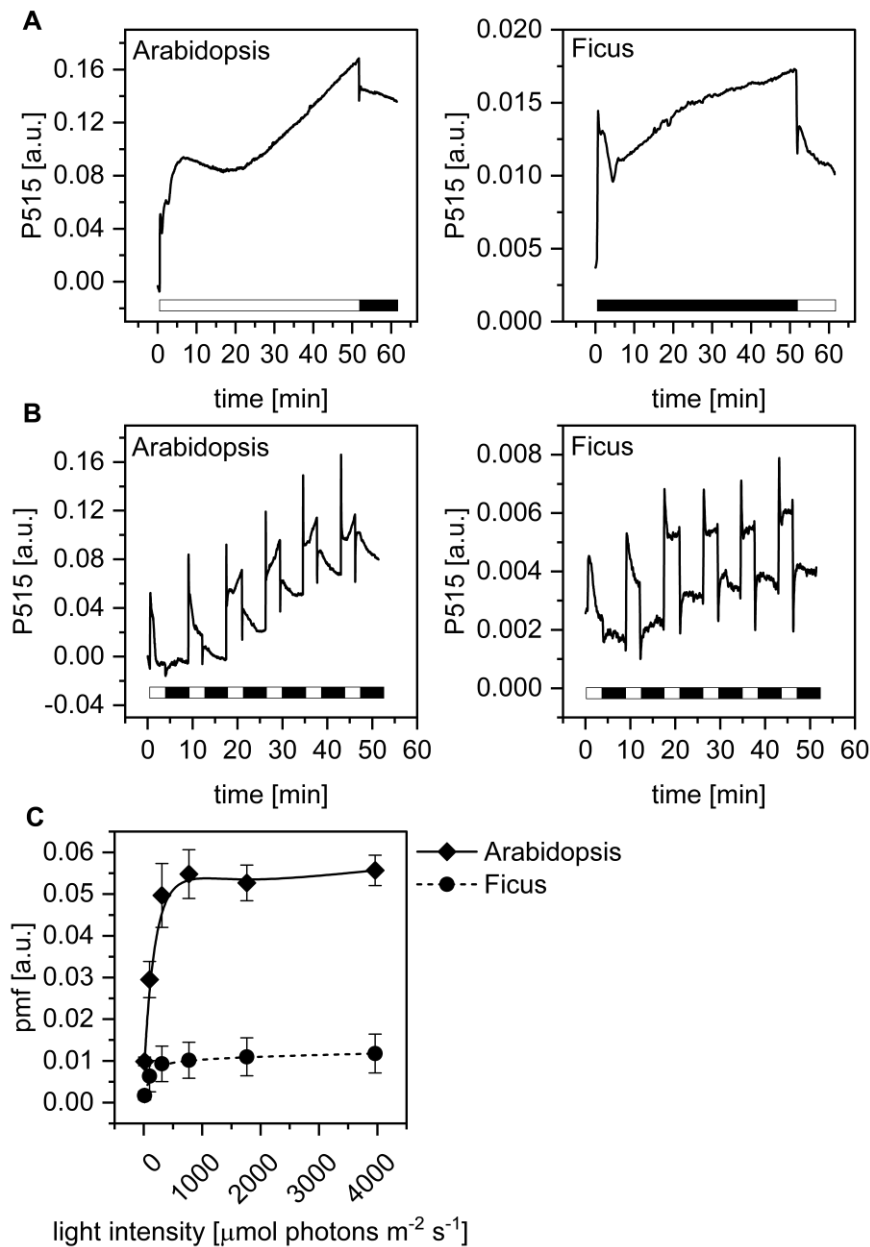 A
Arabidopsis
P515 [a.u.]
0.16
0.12
0.08
0.04
0.00
0 10 20 30 40 50 60
time [min]
Ficus
P515 [a.u.]
0.020
0.015
0.010
0.005
0.000
0 10 20 30 40 50 60
time [min]
B
Arabidopsis
P515 [a.u.]
0.16
0.12
0.08
0.04
0.00
-0.04
0 10 20 30 40 50 60
time [min]
Ficus
P515 [a.u.]
0.008
0.006
0.004
0.002
0.000
0 10 20 30 40 50 60
time [min]
C
pmf [a.u.]
0.06
0.05
0.04
0.03
0.02
0.01
0.00
0 1000 2000 3000 4000
light intensity [µmol photons m⁻² s⁻¹]
Arabidopsis
Ficus